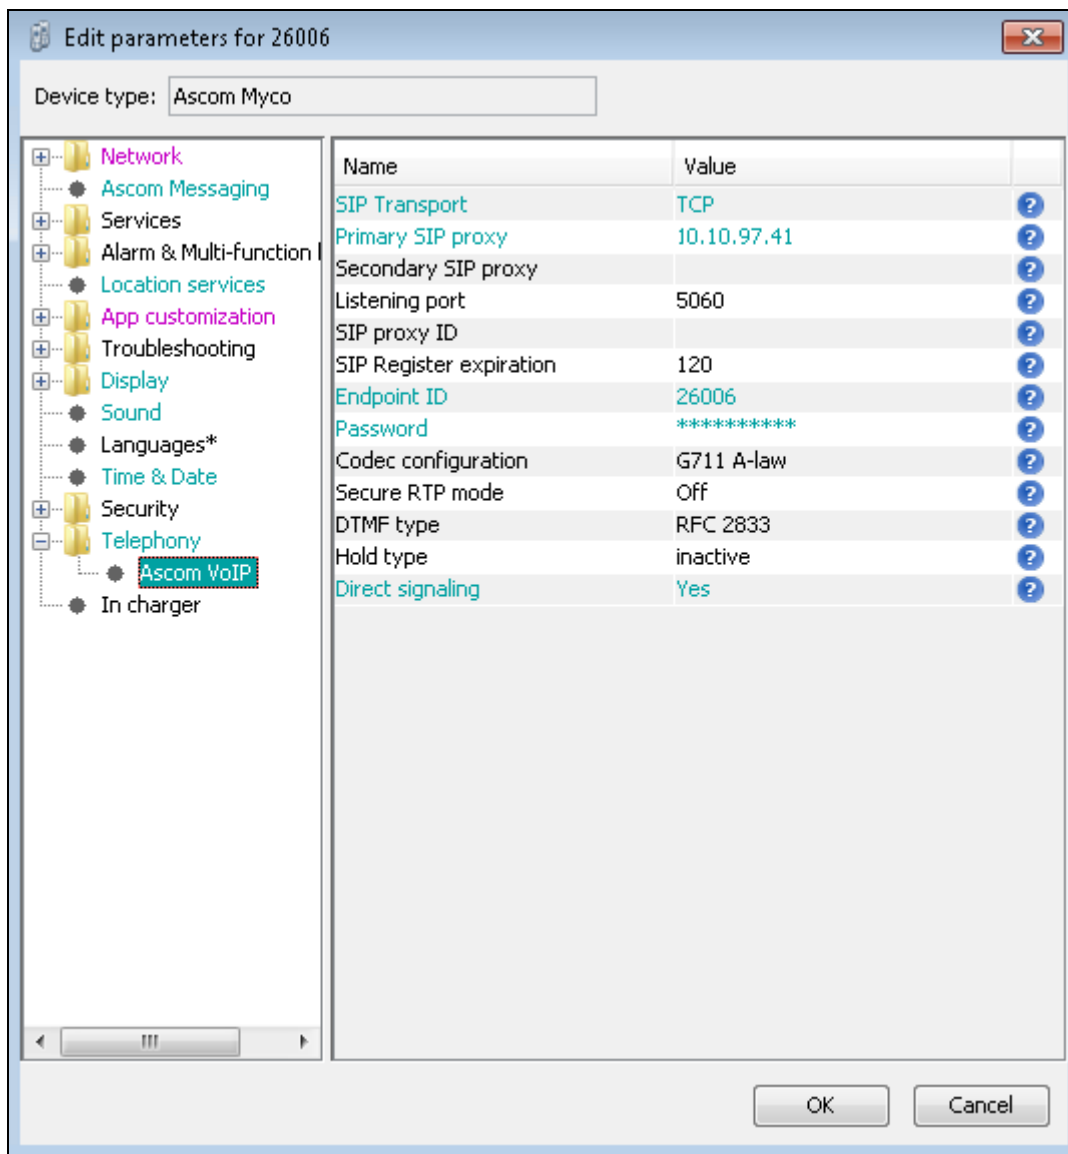 Edit parameters for 26006
Device type: Ascom Myco
Network
Ascom Messaging
Services
Alarm & Multi-function
Location services
App customization
Troubleshooting
Display
Sound
Languages*
Time & Date
Security
Telephony
Ascom VoIP
In charger
Name Value
SIP Transport TCP
Primary SIP proxy 10.10.97.41
Secondary SIP proxy
Listening port 5060
SIP proxy ID
SIP Register expiration 120
Endpoint ID 26006
Password **********
Codec configuration G711 A-law
Secure RTP mode Off
DTMF type RFC 2833
Hold type inactive
Direct signaling Yes
OK Cancel